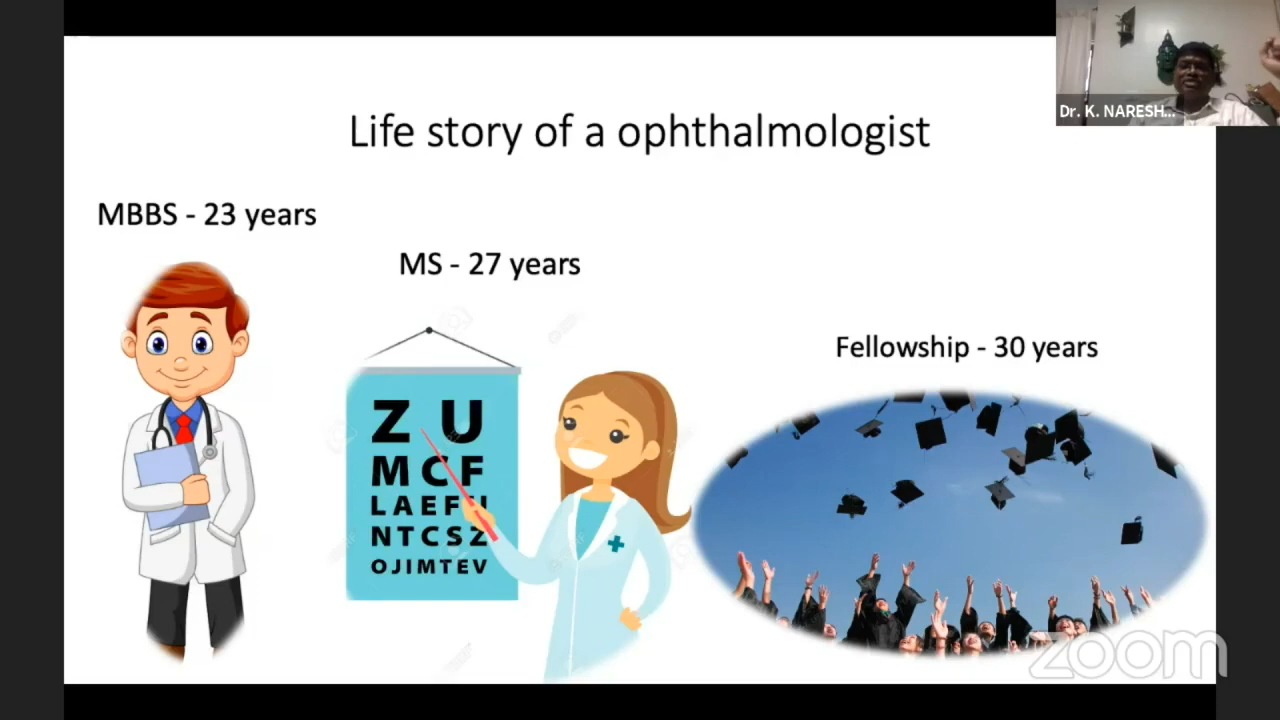 Life story of a ophthalmologist
Dr. K. NARESH...
MBBS - 23 years
MS - 27 years
Fellowship - 30 years
Z U
M C F
L A E F
N T C S Z
O J I M T E V
zoom